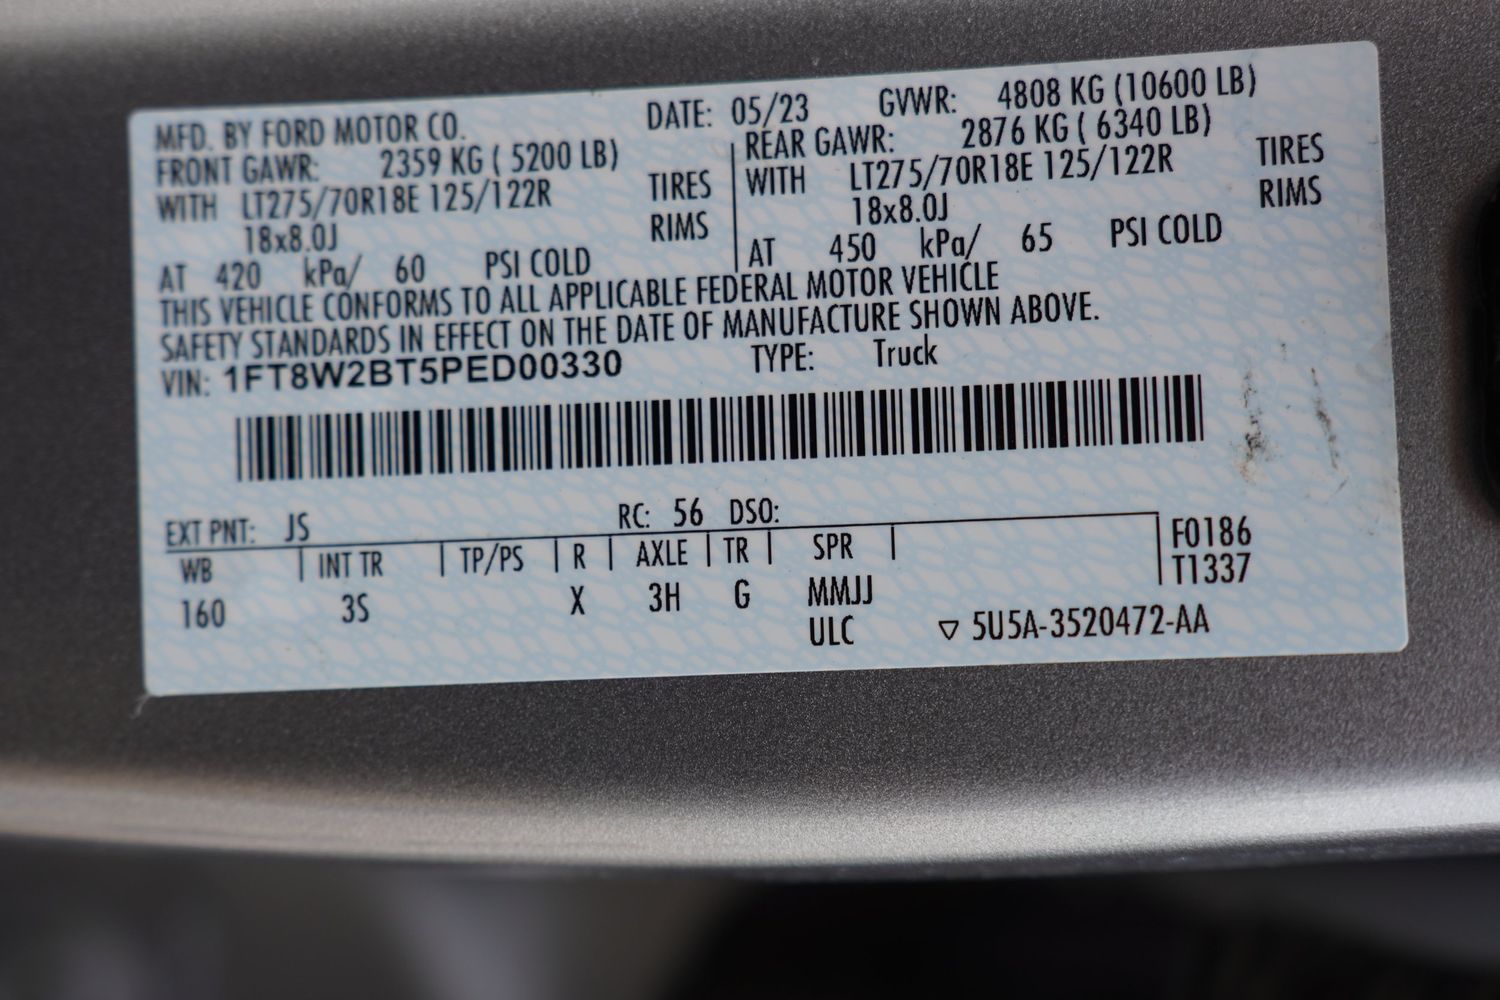 MFD. BY FORD MOTOR CO. DATE: 05/23 GVWR: 4808 KG (10600 LB)
FRONT GAWR: 2359 KG ( 5200 LB) REAR GAWR: 2876 KG ( 6340 LB)
WITH LT275/70R18E 125/122R TIRES WITH LT275/70R18E 125/122R TIRES
18x8.0J RIMS 18x8.0J RIMS
AT 420 kPa/ 60 PSI COLD AT 450 kPa/ 65 PSI COLD
THIS VEHICLE CONFORMS TO ALL APPLICABLE FEDERAL MOTOR VEHICLE
SAFETY STANDARDS IN EFFECT ON THE DATE OF MANUFACTURE SHOWN ABOVE.
VIN: 1FT8W2BT5PED00330 TYPE: Truck
EXT PNT: JS RC: 56 DSO:
WB INT TR TP/PS R AXLE TR SPR F0186
T1337
160 3S X 3H G MMJJ
ULC ▽ 5U5A-3520472-AA